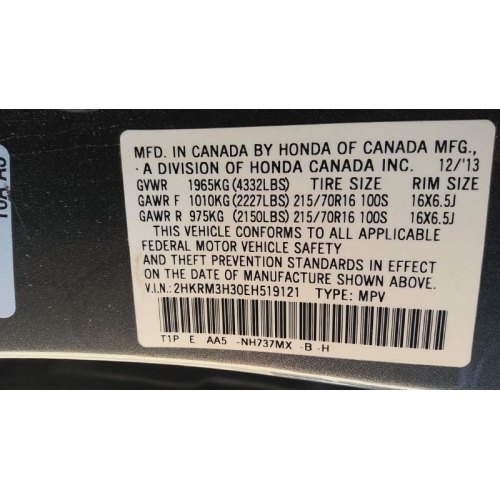 MFD. IN CANADA BY HONDA OF CANADA MFG.,
A DIVISION OF HONDA CANADA INC. 12/'13
GVWR 1965KG(4332LBS) TIRE SIZE RIM SIZE
GAWR F 1010KG(2227LBS) 215/70R16 100S 16X6.5J
GAWR R 975KG (2150LBS) 215/70R16 100S 16X6.5J
THIS VEHICLE CONFORMS TO ALL APPLICABLE
FEDERAL MOTOR VEHICLE SAFETY
AND THEFT PREVENTION STANDARDS IN EFFECT
ON THE DATE OF MANUFACTURE SHOWN ABOVE.
V.I.N.: 2HKRM3H30EH519121 TYPE: MPV
T1P E AA5 -NH737MX -B -H